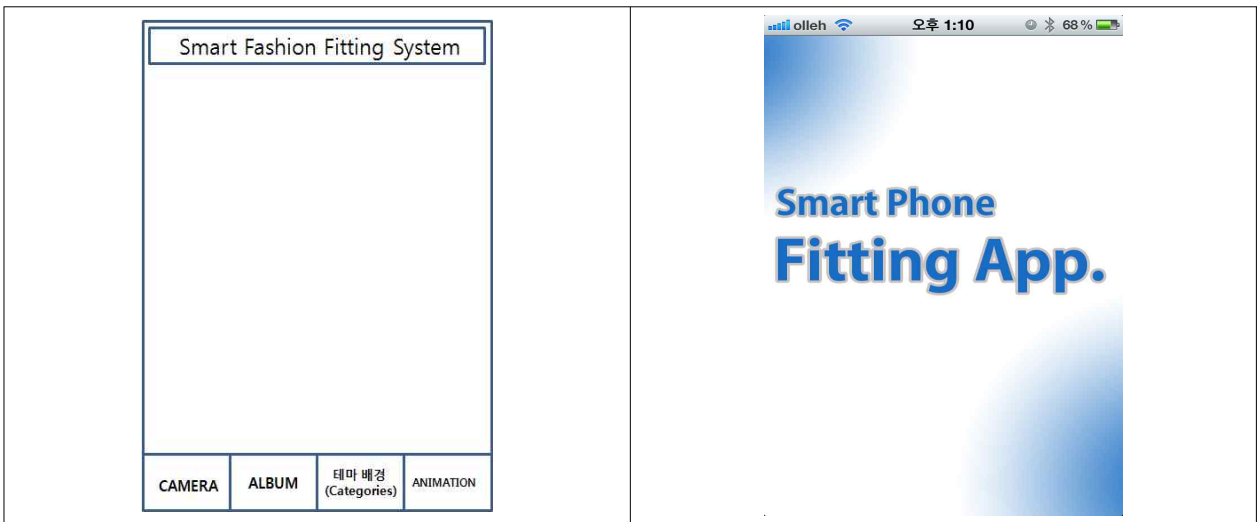 Smart Fashion Fitting System
CAMERA
ALBUM
테마 배경
(Categories)
ANIMATION
olleh 오후 1:10 68 %
Smart Phone
Fitting App.